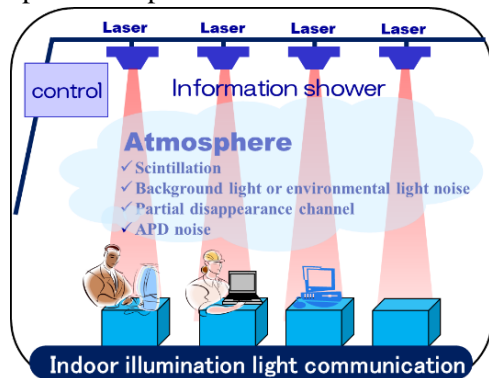 Laser Laser Laser Laser
control
Information shower
Atmosphere
✓Scintillation
✓Background light or environmental light noise
✓Partial disappearance channel
✓APD noise
Indoor illumination light communication